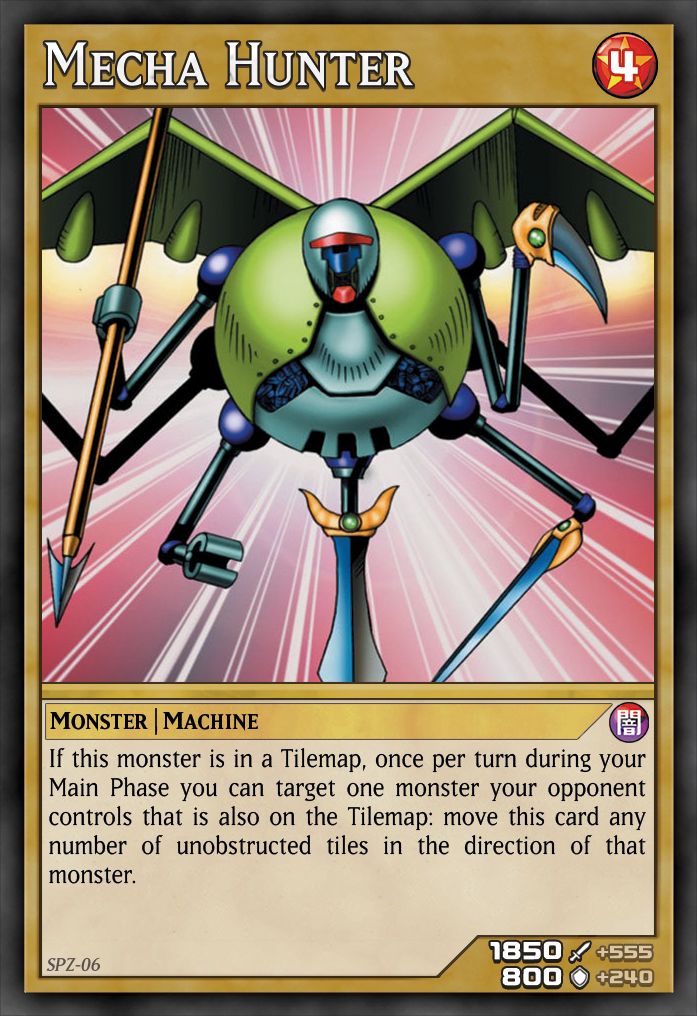 Mecha Hunter
4
Monster | Machine
闇
If this monster is in a Tilemap, once per turn during your
Main Phase you can target one monster your opponent
controls that is also on the Tilemap: move this card any
number of unobstructed tiles in the direction of that
monster.
1850 +555
SPZ-06
800 +240